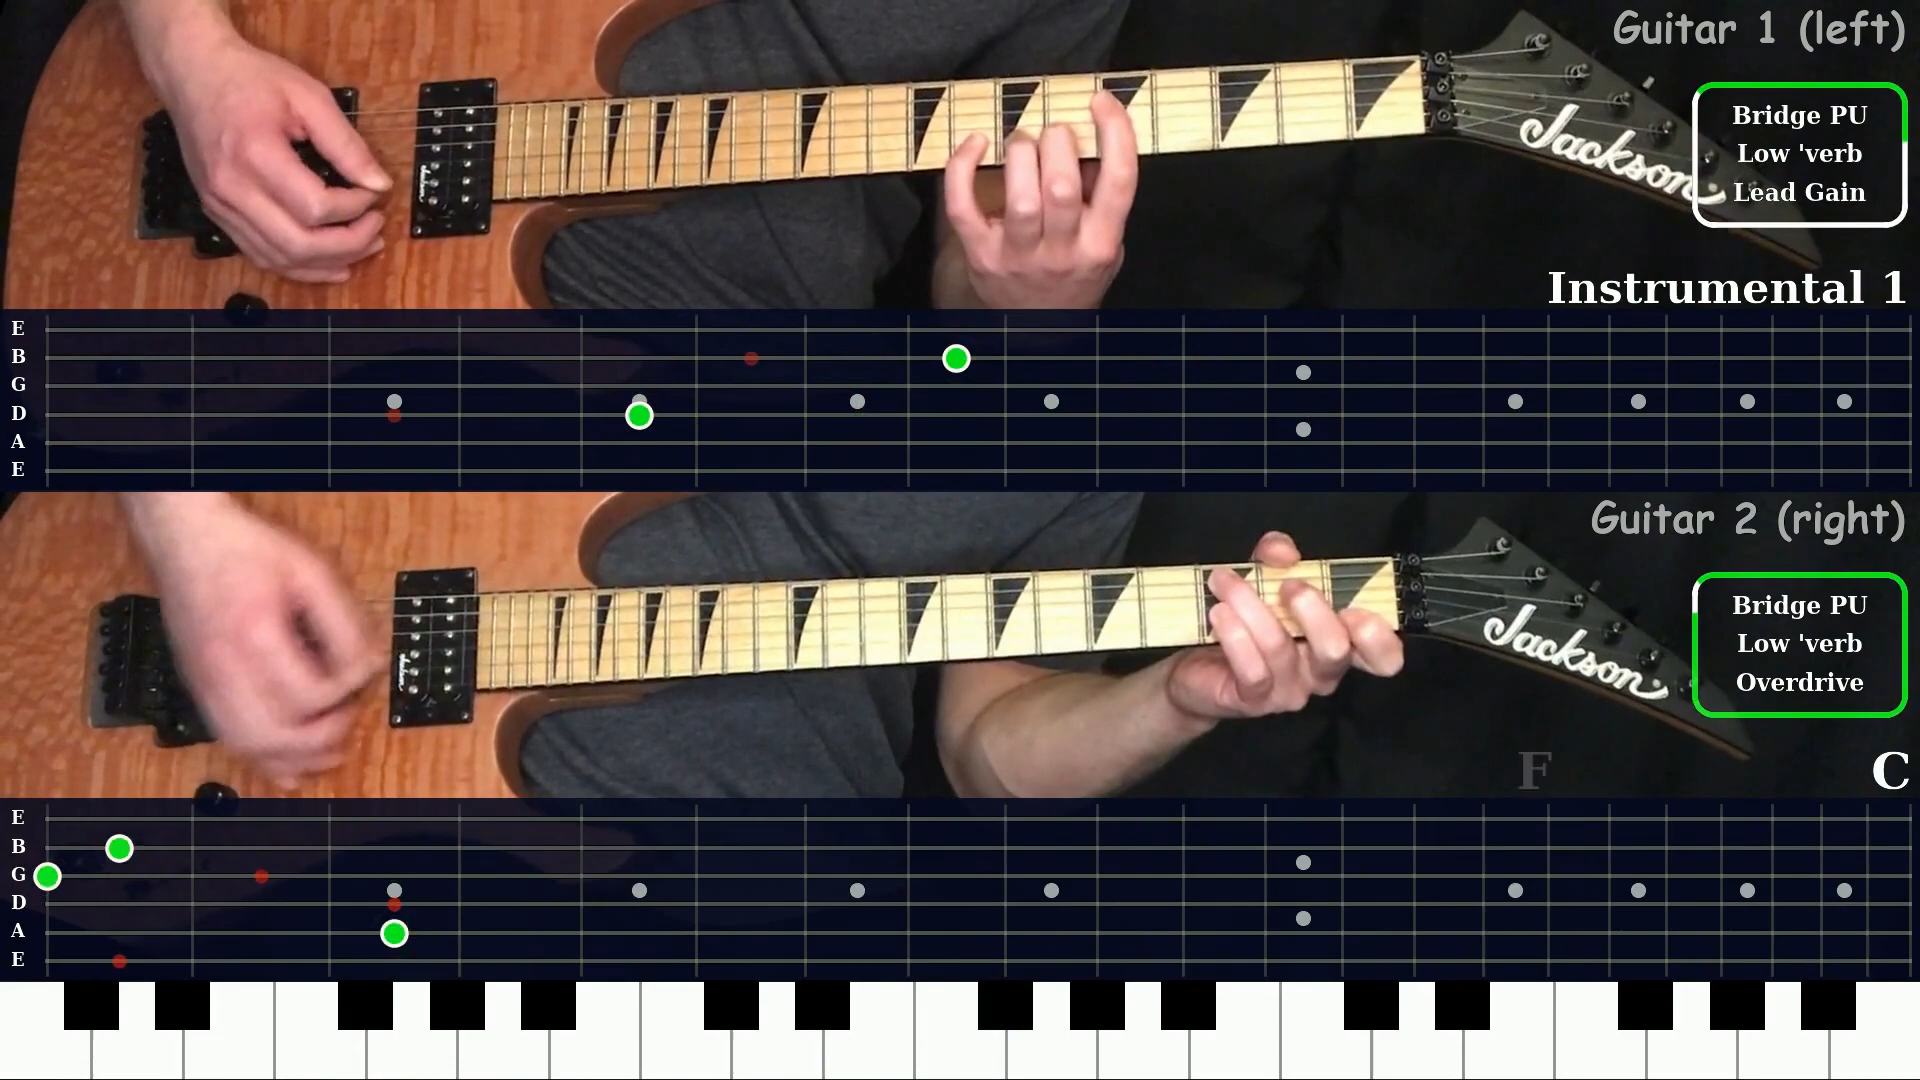 Guitar 1 (left)
Bridge PU
Low 'verb
Lead Gain
Jackson
Instrumental 1
E
B
G
D
A
E
Guitar 2 (right)
Bridge PU
Low 'verb
Overdrive
Jackson
F C
E
B
G
D
A
E